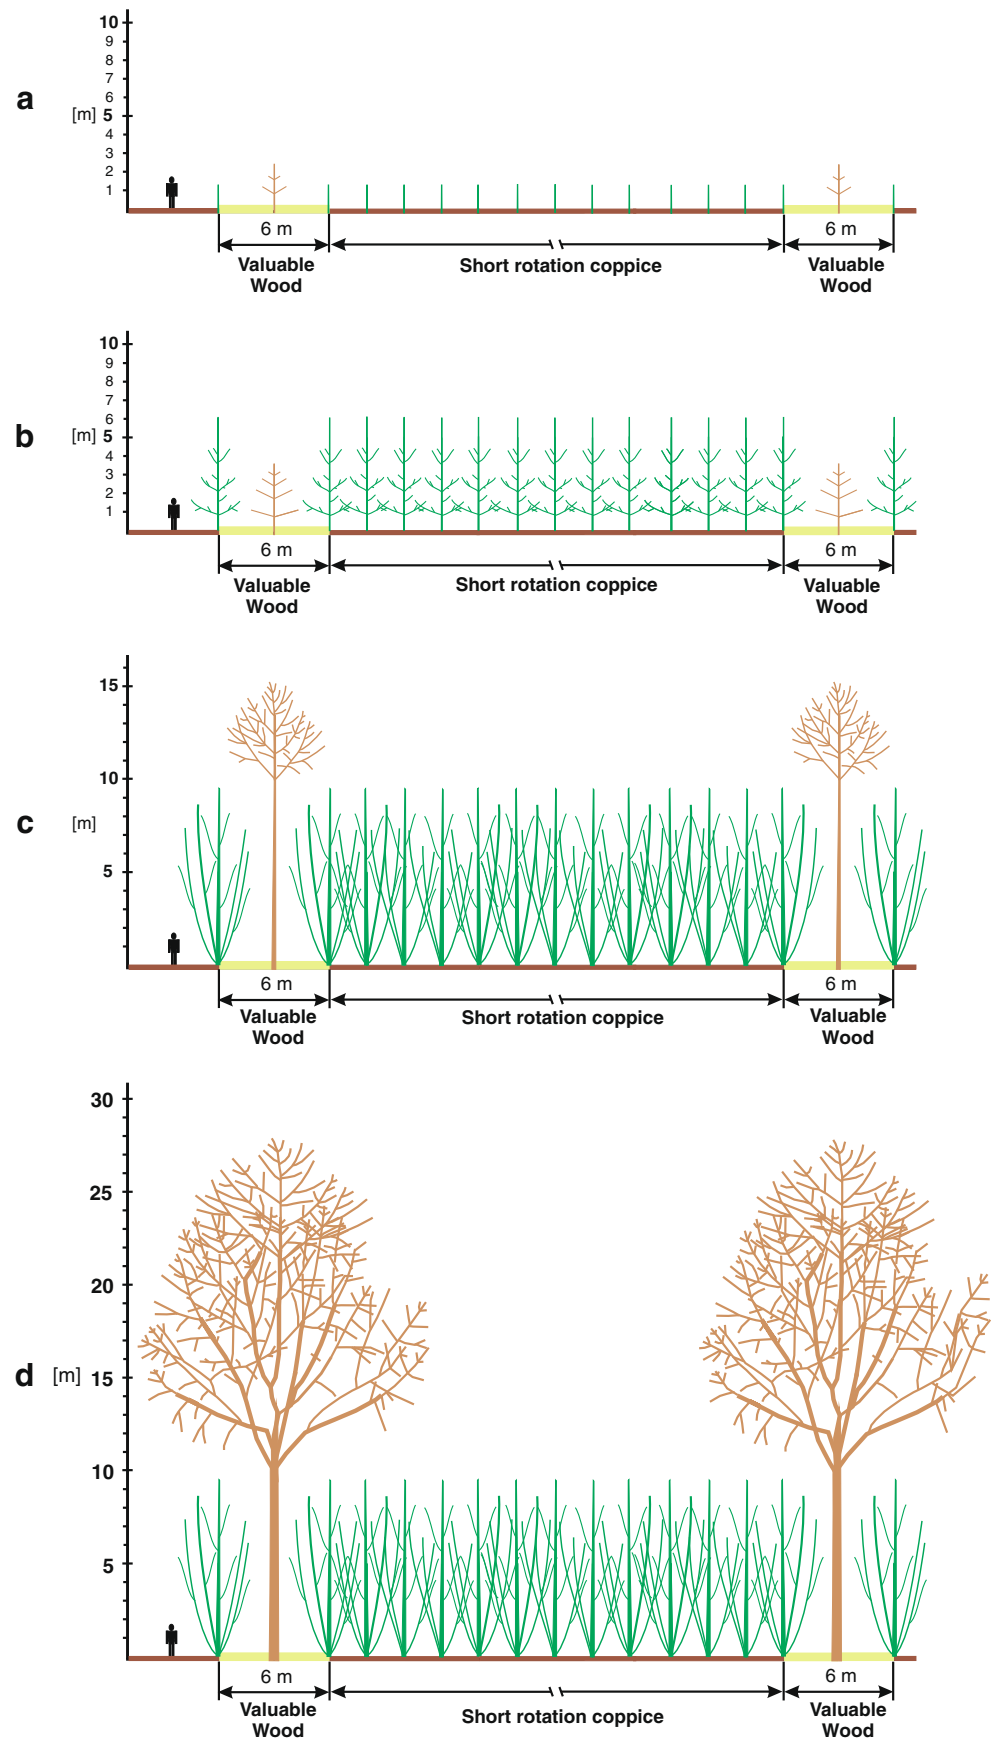 a
10
9
8
7
6
[m] 5
4
3
2
1
6 m
6 m
Valuable
Wood
Short rotation coppice
Valuable
Wood
b
10
9
8
7
6
[m] 5
4
3
2
1
6 m
6 m
Valuable
Wood
Short rotation coppice
Valuable
Wood
c
15
10
[m]
5
6 m
6 m
Valuable
Wood
Short rotation coppice
Valuable
Wood
d
30
25
20
[m] 15
10
5
6 m
6 m
Valuable
Wood
Short rotation coppice
Valuable
Wood